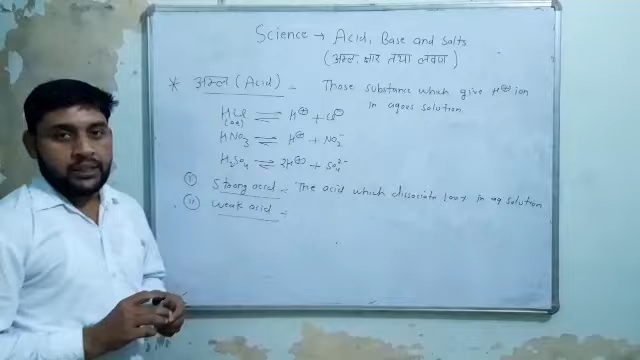 Science → Acid, Base and Salts
(अम्ल, क्षार तथा लवण)
* अम्ल (Acid) - Those substance which give H⊕ ion
in aqous solution.
HCl ⇌ H⊕ + Cl⊖
(aq)
HNO₃ ⇌ H⊕ + NO₂⁻
H₂SO₄ ⇌ 2H⊕ + SO₄²⁻
(i) Strong acid :- The acid which dissociate 100% in aq solution
(ii) Weak acid :-